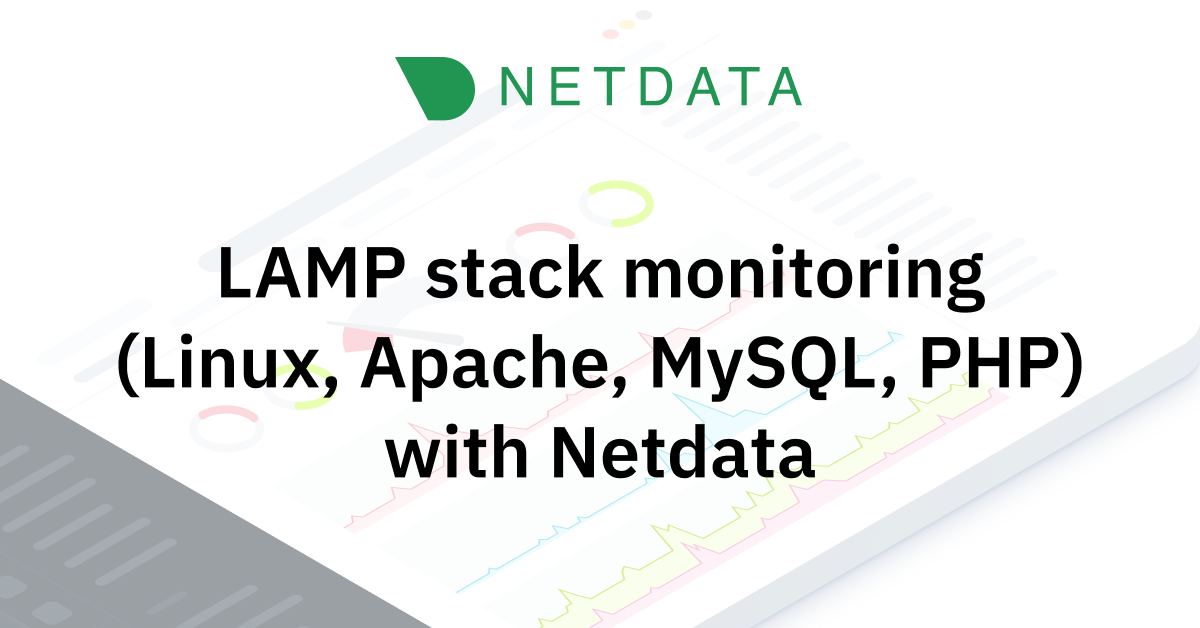 NETDATA
LAMP stack monitoring
(Linux, Apache, MySQL, PHP)
with Netdata